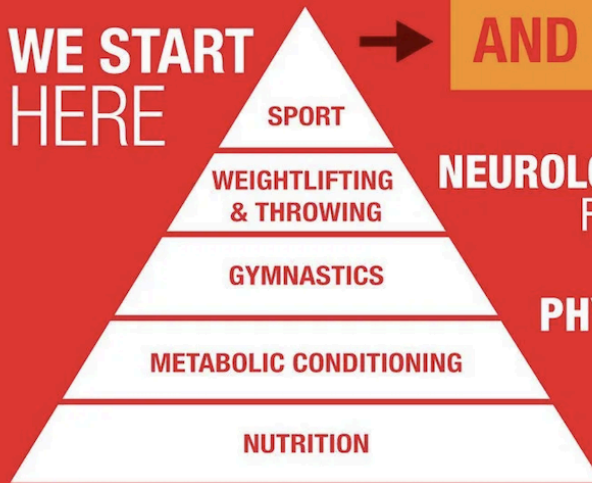 WE START
HERE
AND
SPORT
WEIGHTLIFTING
& THROWING
GYMNASTICS
METABOLIC CONDITIONING
NUTRITION